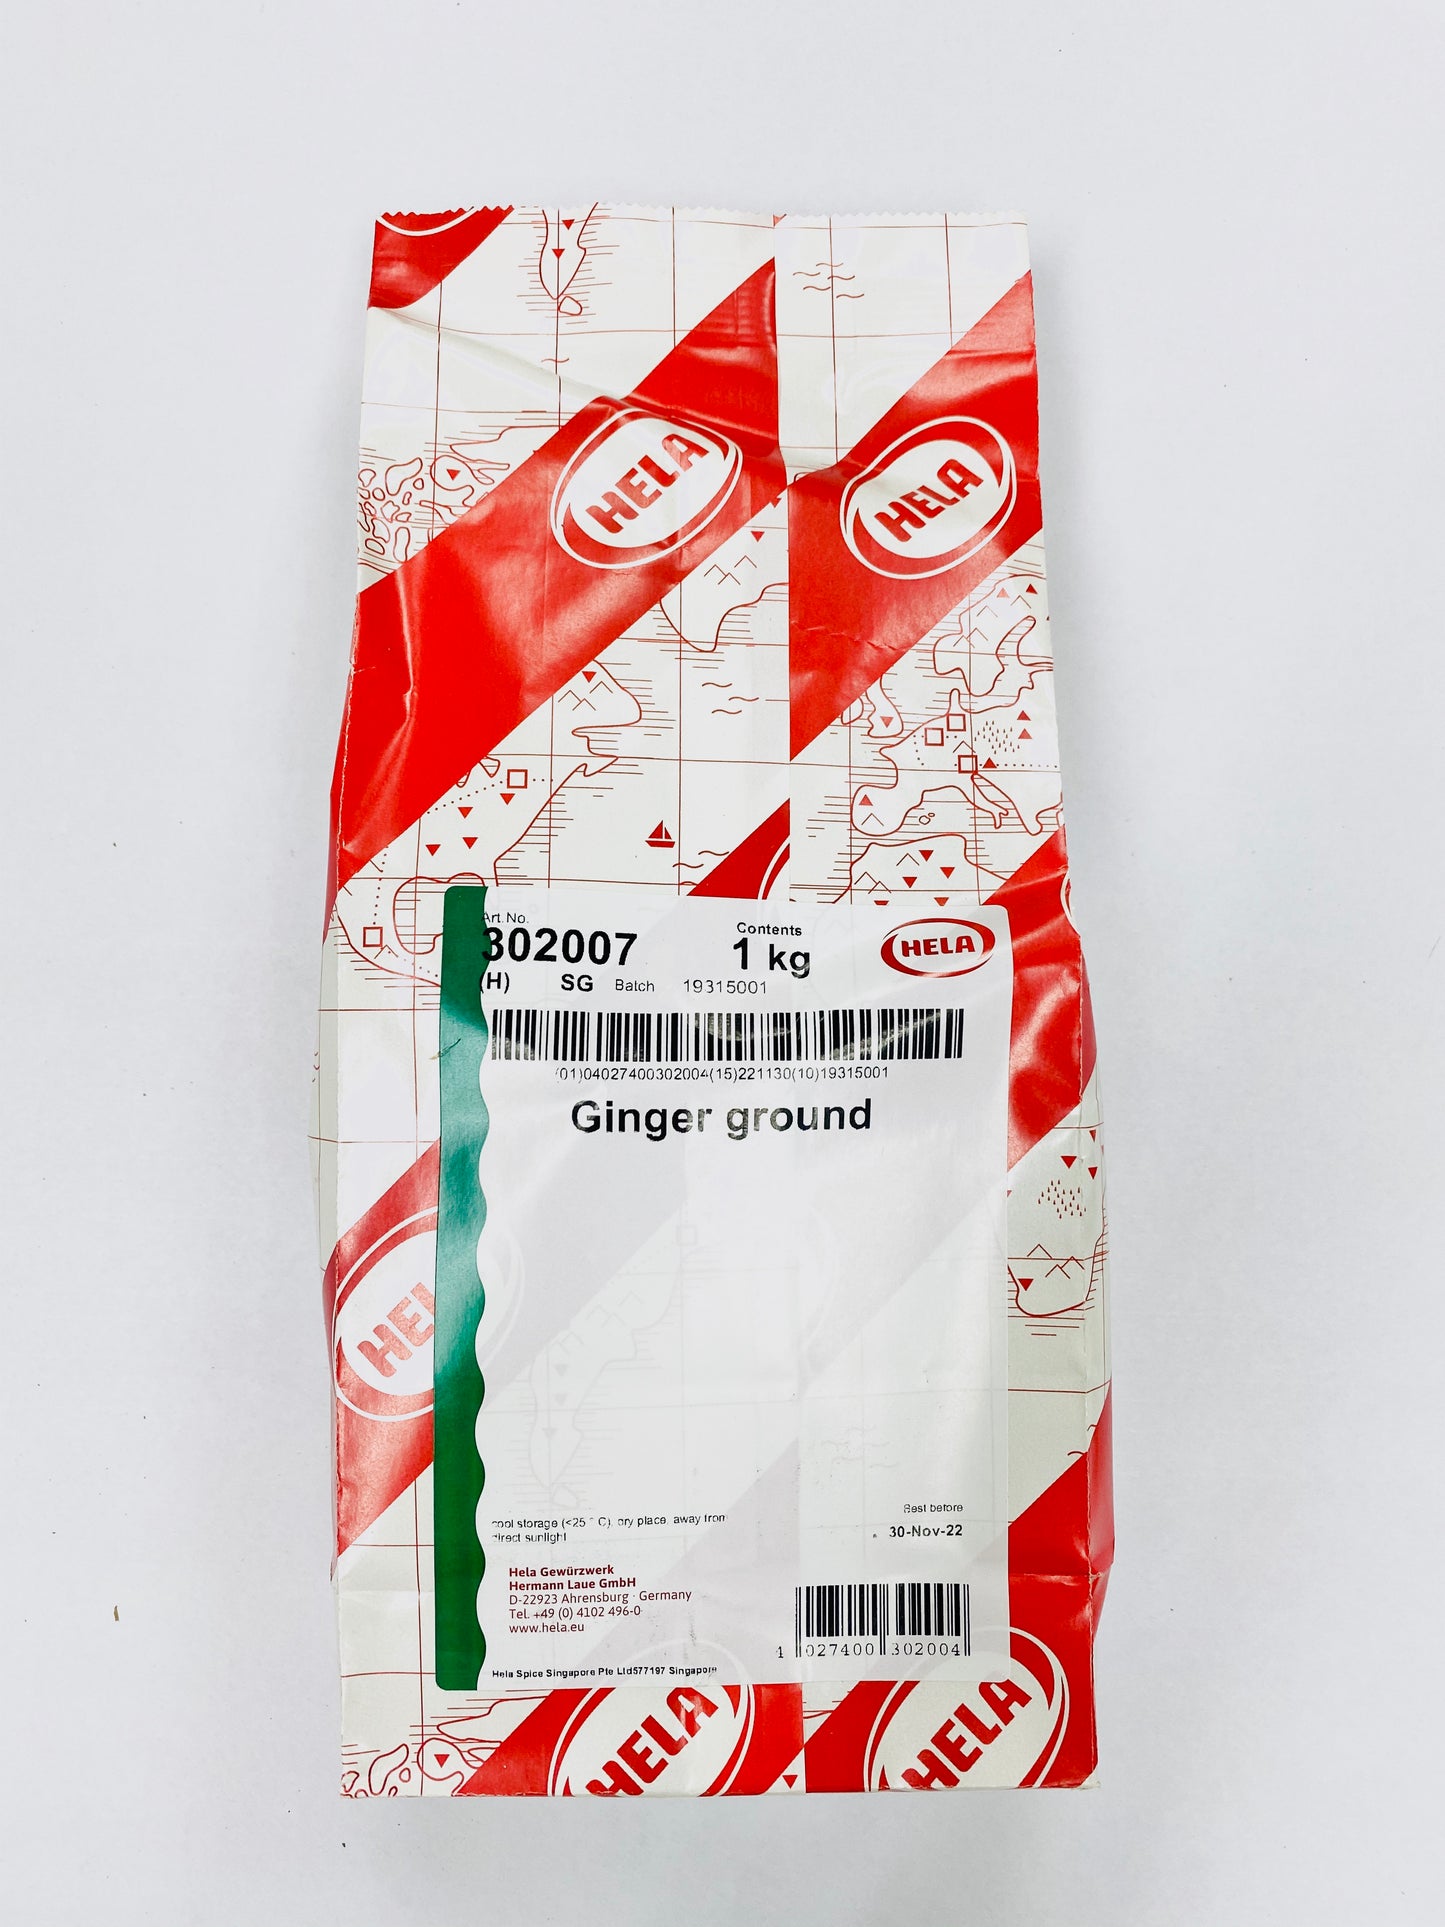 HELA
HELA
Art.No.
302007
Contents
1 kg
HELA
(H) SG Batch 19315001
(01)04027400302004(15)221130(10)19315001
Ginger ground
HEL
cool storage (<25 ° C), dry place, away from
direct sunlight
Best before
30-Nov-22
Hela Gewürzwerk
Hermann Laue GmbH
D-22923 Ahrensburg · Germany
Tel. +49 (0) 4102 496-0
www.hela.eu
4 027400 302004
Hela Spice Singapore Pte Ltd577197 Singapore
HELA
HELA